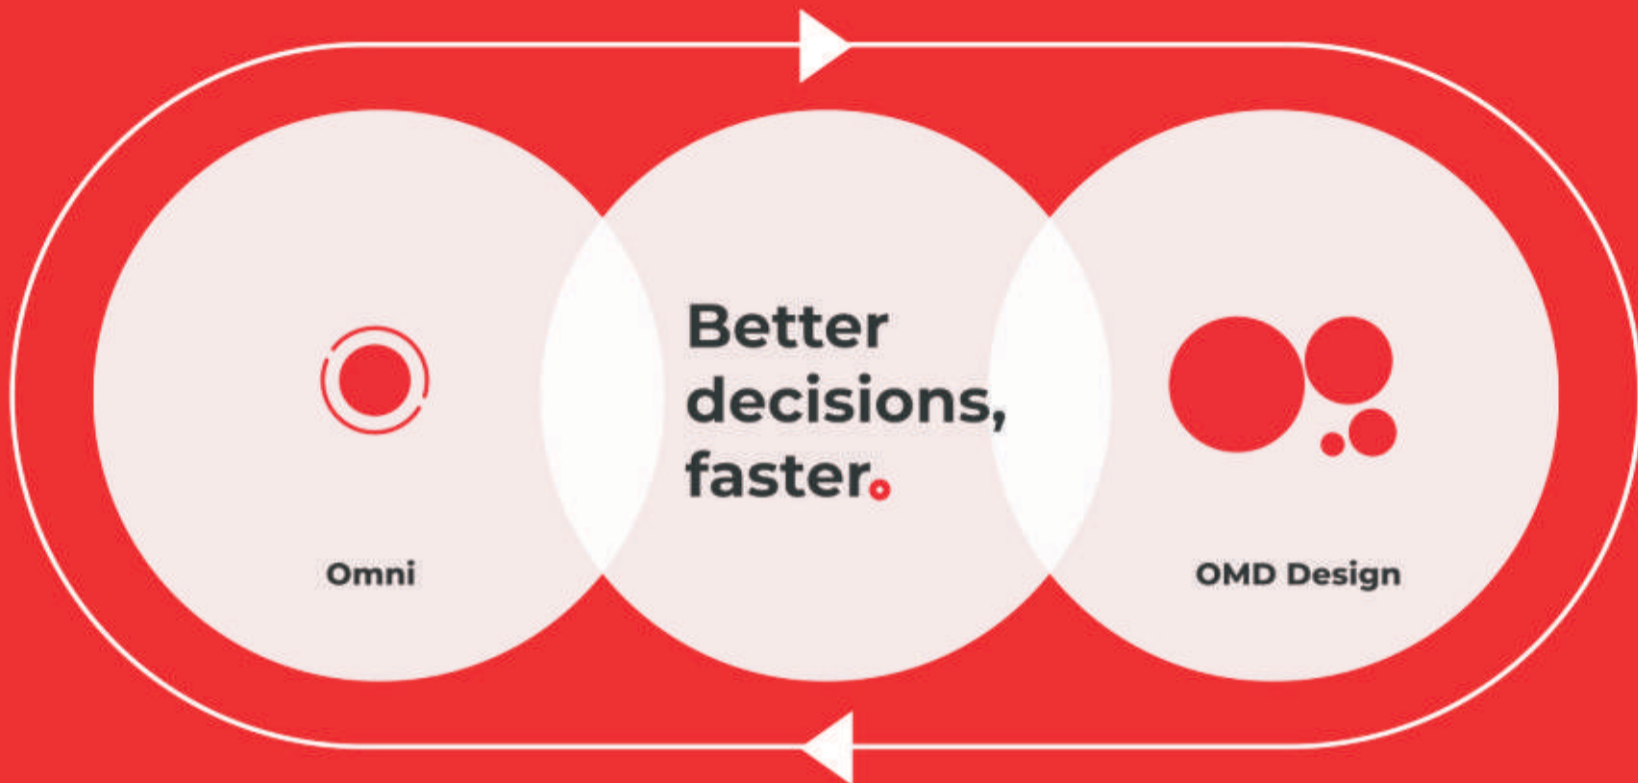 Better
decisions,
faster.
Omni
OMD Design